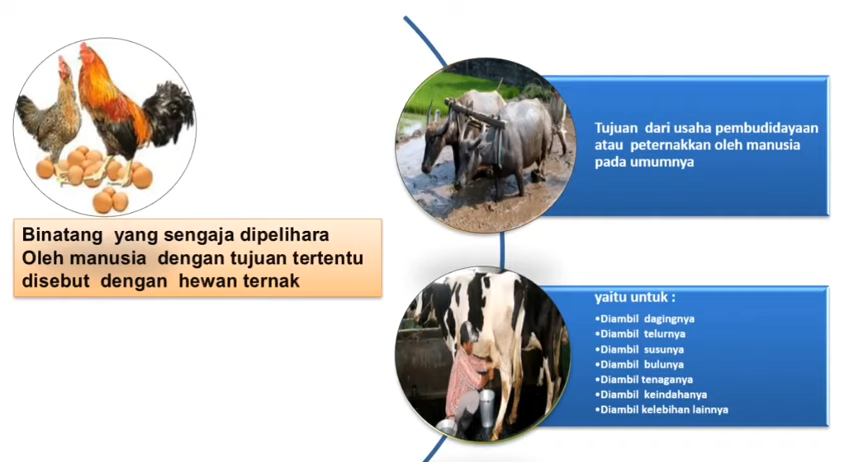 Binatang yang sengaja dipelihara
Oleh manusia dengan tujuan tertentu
disebut dengan hewan ternak
Tujuan dari usaha pembudidayaan
atau peternakkan oleh manusia
pada umumnya
yaitu untuk :
•Diambil dagingnya
•Diambil telurnya
•Diambil susunya
•Diambil bulunya
•Diambil tenaganya
•Diambil keindahanya
•Diambil kelebihan lainnya